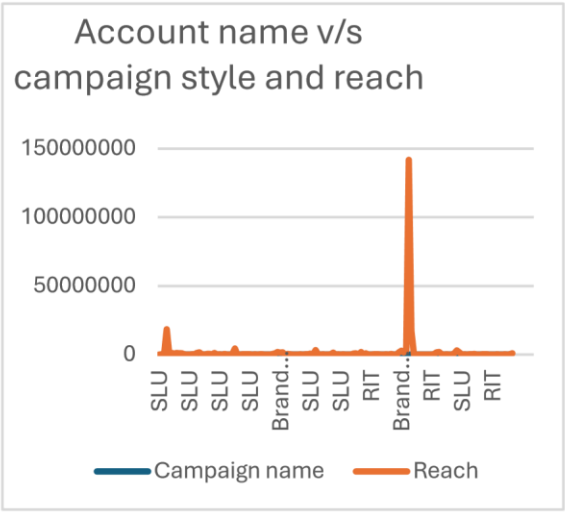 Account name v/s
campaign style and reach
150000000
100000000
50000000
0
SLU
SLU
SLU
SLU
Brand…
SLU
SLU
RIT
Brand…
RIT
SLU
RIT
Campaign name
Reach